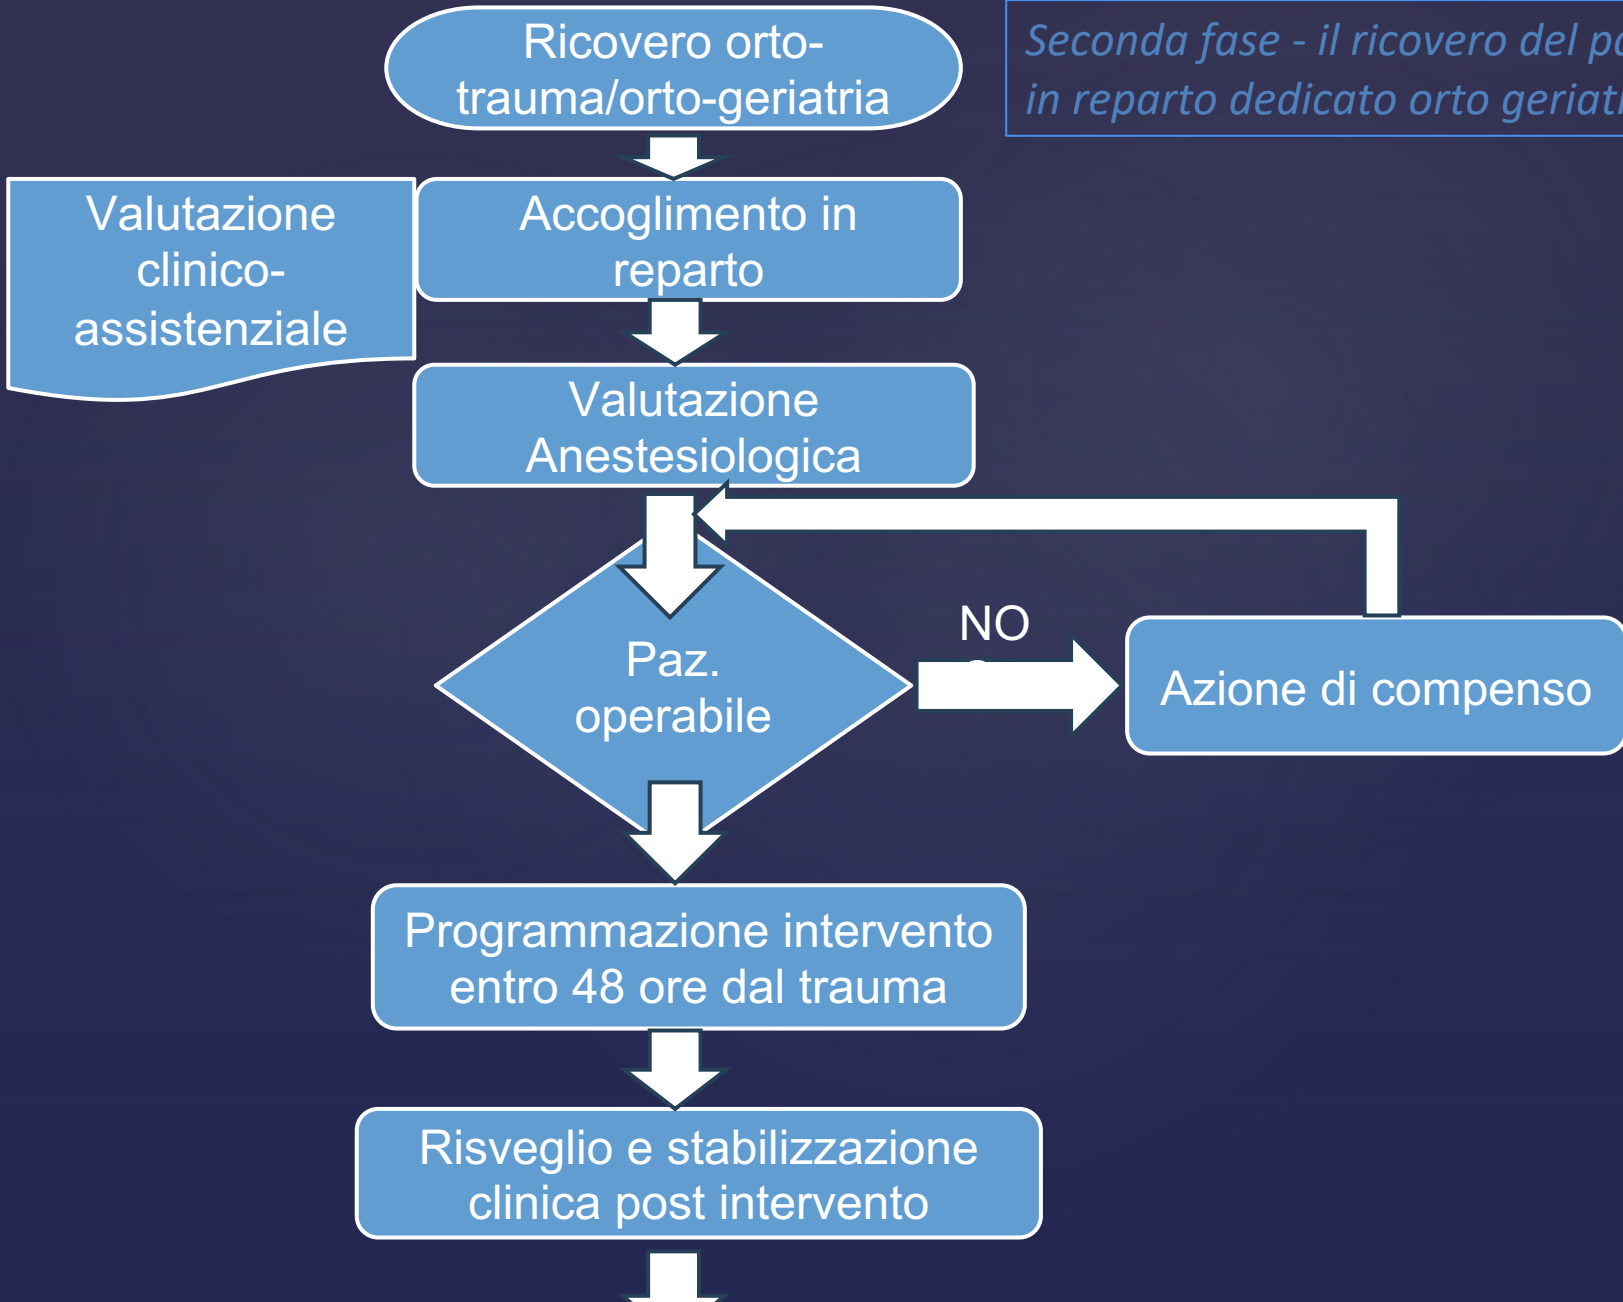 Ricovero orto-
trauma/orto-geriatria
Seconda fase - il ricovero del
in reparto dedicato orto
Valutazione
clinico-
assistenziale
Accoglimento in
reparto
Valutazione
Anestesiologica
NO
Paz.
operabile
Azione di compenso
Programmazione intervento
entro 48 ore dal trauma
Risveglio e stabilizzazione
clinica post intervento